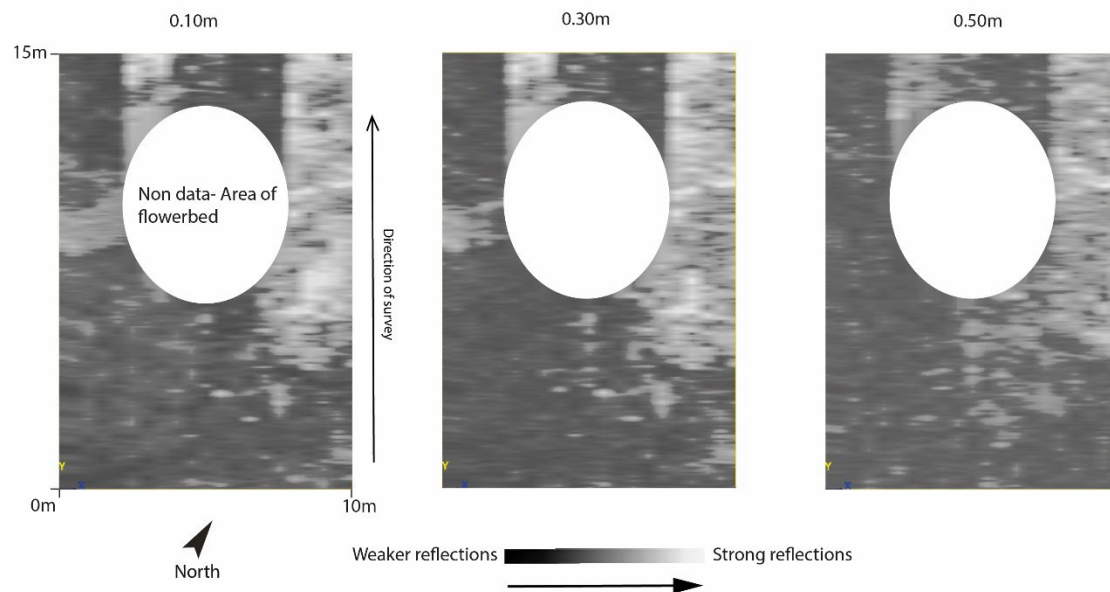 0.10m
0.30m
0.50m
15m
Non data- Area of
flowerbed
Direction of survey
Y
X
Y
X
Y
X
0m
10m
North
Weaker reflections
Strong reflections